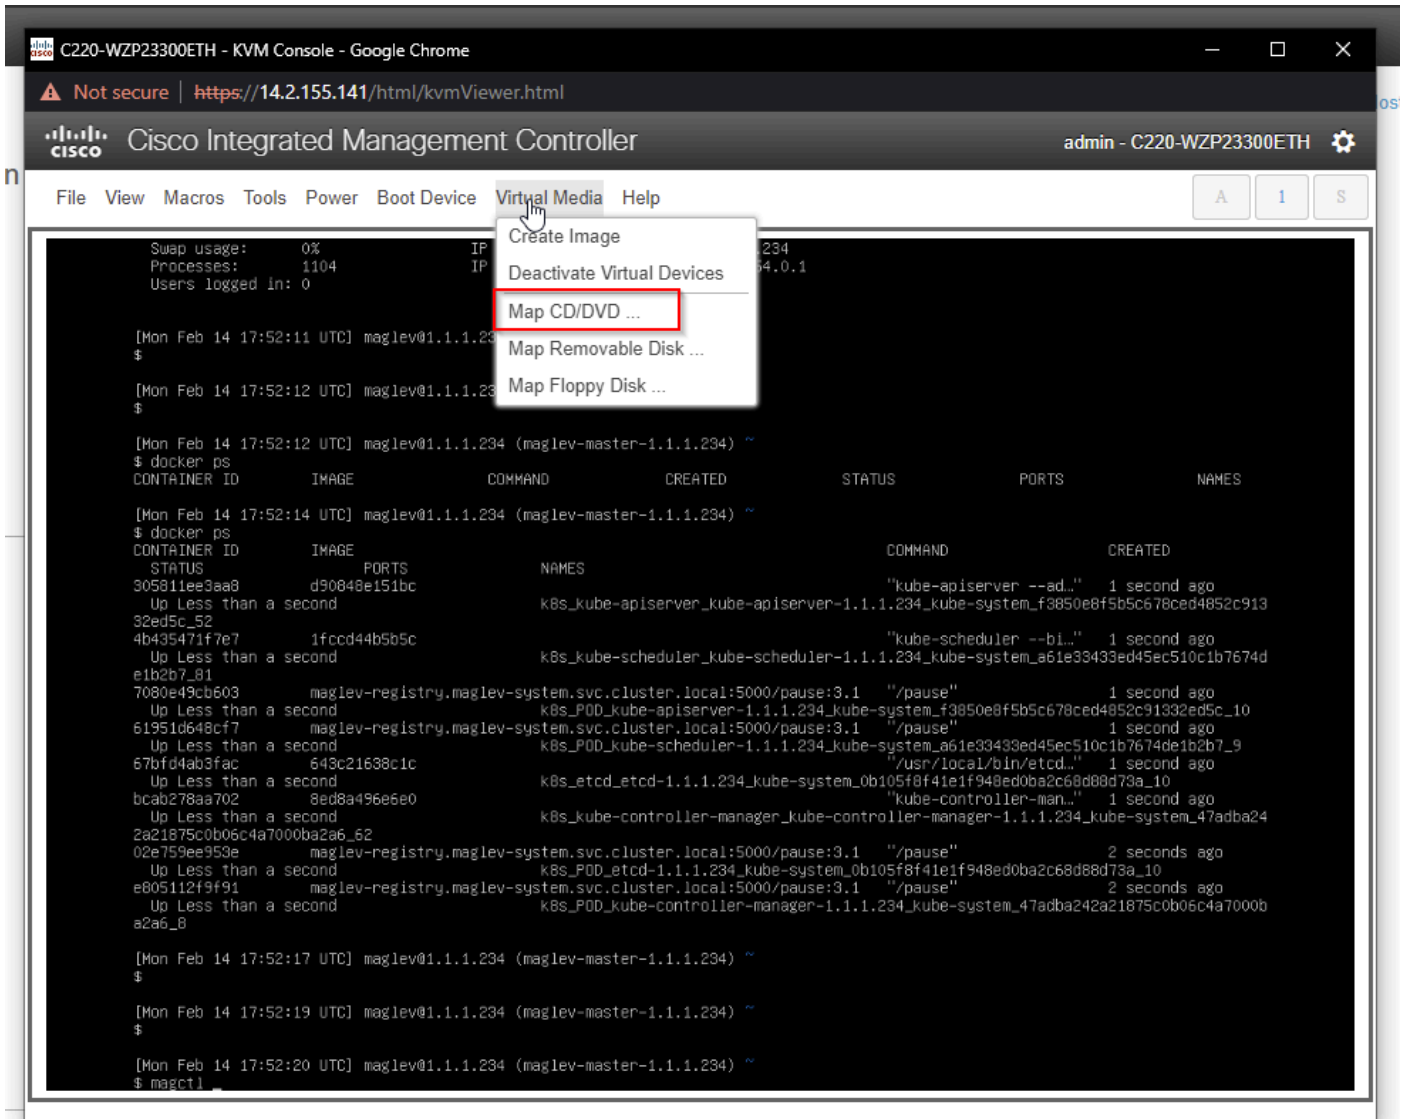 C220-WZP23300ETH - KVM Console - Google Chrome
Not secure | https://14.2.155.141/html/kvmViewer.html
cisco Cisco Integrated Management Controller admin - C220-WZP23300ETH
File View Macros Tools Power Boot Device Virtual Media Help A 1 S
Create Image
Deactivate Virtual Devices
Map CD/DVD ...
Map Removable Disk ...
Map Floppy Disk ...
Swap usage: 0% IP .234
Processes: 1104 IP 54.0.1
Users logged in: 0
[Mon Feb 14 17:52:11 UTC] maglev@1.1.1.23
$
[Mon Feb 14 17:52:12 UTC] maglev@1.1.1.23
$
[Mon Feb 14 17:52:12 UTC] maglev@1.1.1.234 (maglev-master-1.1.1.234) ~
$ docker ps
CONTAINER ID IMAGE COMMAND CREATED STATUS PORTS NAMES
[Mon Feb 14 17:52:14 UTC] maglev@1.1.1.234 (maglev-master-1.1.1.234) ~
$ docker ps
CONTAINER ID IMAGE COMMAND CREATED
STATUS PORTS NAMES
305811ee3aa8 d90848e151bc "kube-apiserver --ad…" 1 second ago
Up Less than a second k8s_kube-apiserver_kube-apiserver-1.1.1.234_kube-system_f3850e8f5b5c678ced4852c913
32ed5c_52
4b435471f7e7 1fccd44b5b5c "kube-scheduler --bi…" 1 second ago
Up Less than a second k8s_kube-scheduler_kube-scheduler-1.1.1.234_kube-system_a61e33433ed45ec510c1b7674d
e1b2b7_81
7080e49cb603 maglev-registry.maglev-system.svc.cluster.local:5000/pause:3.1 "/pause" 1 second ago
Up Less than a second k8s_POD_kube-apiserver-1.1.1.234_kube-system_f3850e8f5b5c678ced4852c91332ed5c_10
61951d648cf7 maglev-registry.maglev-system.svc.cluster.local:5000/pause:3.1 "/pause" 1 second ago
Up Less than a second k8s_POD_kube-scheduler-1.1.1.234_kube-system_a61e33433ed45ec510c1b7674de1b2b7_9
67bfd4ab3fac 643c21638c1c "/usr/local/bin/etcd…" 1 second ago
Up Less than a second k8s_etcd_etcd-1.1.1.234_kube-system_0b105f8f41e1f948ed0ba2c68d88d73a_10
bcab278aa702 8ed8a496e6e0 "kube-controller-man…" 1 second ago
Up Less than a second k8s_kube-controller-manager_kube-controller-manager-1.1.1.234_kube-system_47adba24
2a21875c0b06c4a7000ba2a6_62
02e759ee953e maglev-registry.maglev-system.svc.cluster.local:5000/pause:3.1 "/pause" 2 seconds ago
Up Less than a second k8s_POD_etcd-1.1.1.234_kube-system_0b105f8f41e1f948ed0ba2c68d88d73a_10
e805112f9f91 maglev-registry.maglev-system.svc.cluster.local:5000/pause:3.1 "/pause" 2 seconds ago
Up Less than a second k8s_POD_kube-controller-manager-1.1.1.234_kube-system_47adba242a21875c0b06c4a7000b
a2a6_8
[Mon Feb 14 17:52:17 UTC] maglev@1.1.1.234 (maglev-master-1.1.1.234) ~
$
[Mon Feb 14 17:52:19 UTC] maglev@1.1.1.234 (maglev-master-1.1.1.234) ~
$
[Mon Feb 14 17:52:20 UTC] maglev@1.1.1.234 (maglev-master-1.1.1.234) ~
$ magctl _